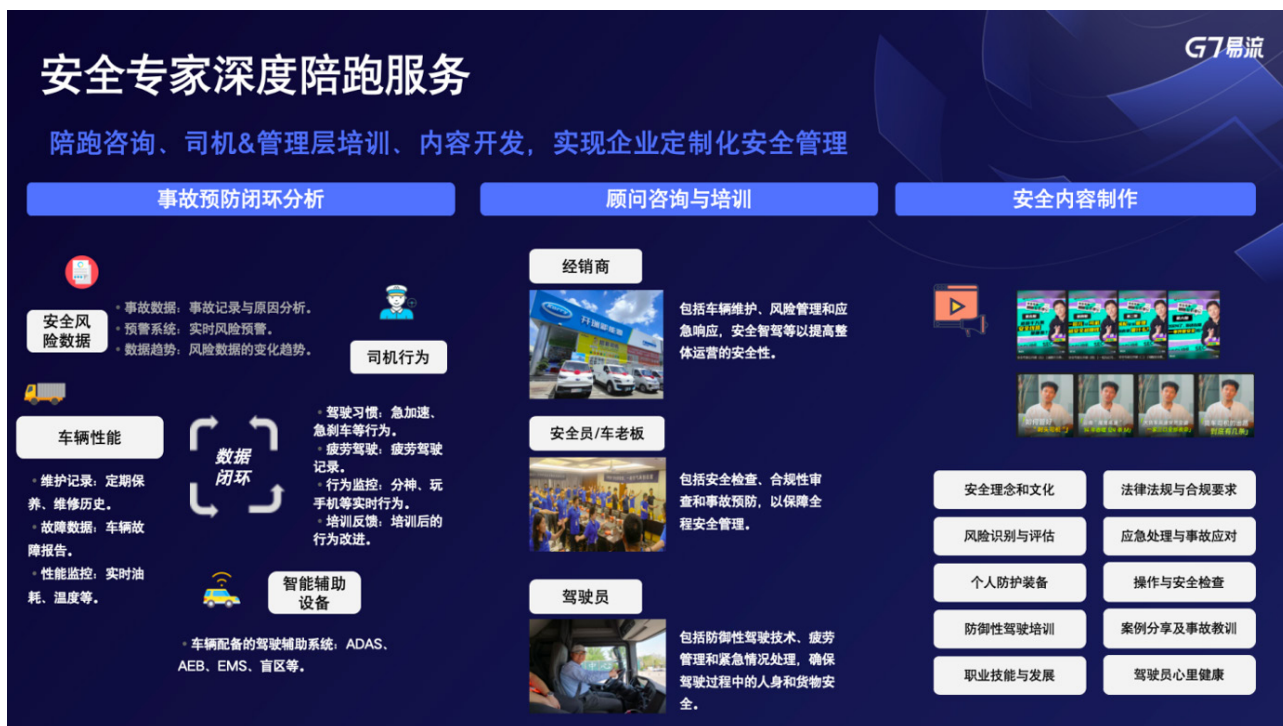 G7易流
安全专家深度陪跑服务
陪跑咨询、司机&管理层培训、内容开发，实现企业定制化安全管理
事故预防闭环分析
安全风
险数据
· 事故数据：事故记录与原因分析。
· 预警系统：实时风险预警。
· 数据趋势：风险数据的变化趋势。
司机行为
· 驾驶习惯：急加速、
急刹车等行为。
· 疲劳驾驶：疲劳驾驶
记录。
· 行为监控：分神、玩
手机等实时行为。
· 培训反馈：培训后的
行为改进。
车辆性能
· 维护记录：定期保
养、维修历史。
· 故障数据：车辆故
障报告。
· 性能监控：实时油
耗、温度等。
数据
闭环
智能辅助
设备
· 车辆配备的驾驶辅助系统：ADAS、
AEB、EMS、盲区等。
顾问咨询与培训
经销商
包括车辆维护、风险管理和应
急响应，安全智驾等以提高整
体运营的安全性。
安全员/车老板
包括安全检查、合规性审
查和事故预防，以保障全
程安全管理。
驾驶员
包括防御性驾驶技术、疲劳
管理和紧急情况处理，确保
驾驶过程中的人身和货物安
全。
安全内容制作
安全理念和文化
法律法规与合规要求
风险识别与评估
应急处理与事故应对
个人防护装备
操作与安全检查
防御性驾驶培训
案例分享及事故教训
职业技能与发展
驾驶员心里健康